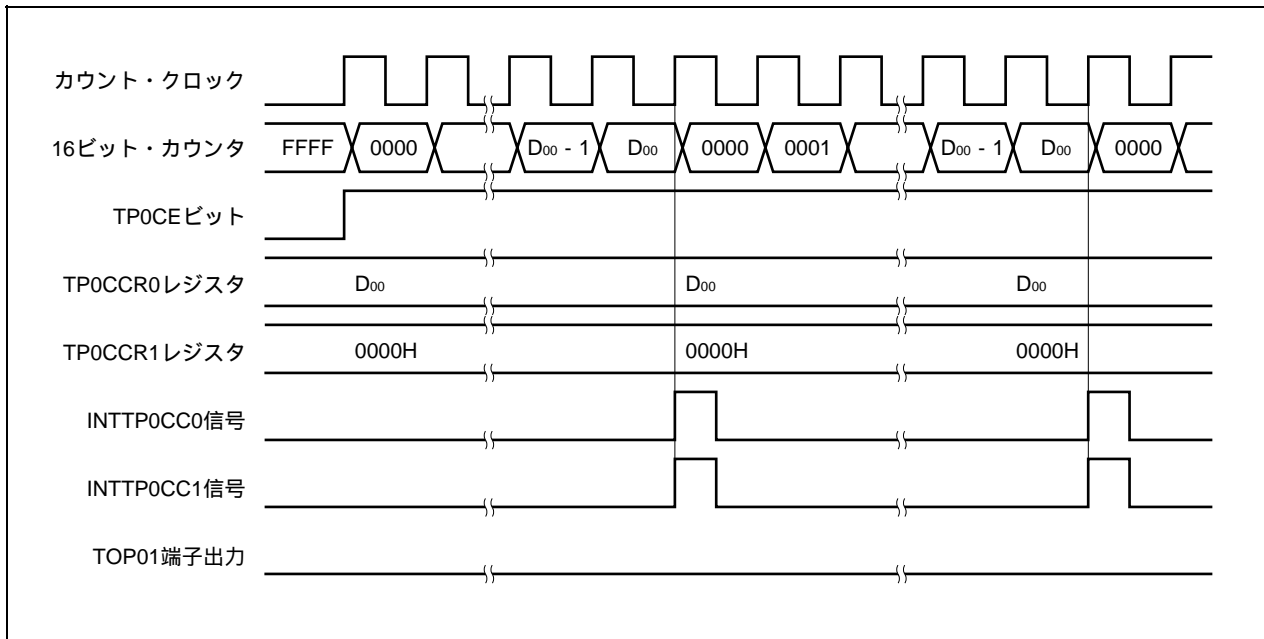 カウント・クロック
16ビット・カウンタ FFFF 0000 D00 - 1 D00 0000 0001 D00 - 1 D00 0000
TP0CEビット
TP0CCR0レジスタ D00 D00 D00
TP0CCR1レジスタ 0000H 0000H 0000H
INTTP0CC0信号
INTTP0CC1信号
TOP01端子出力